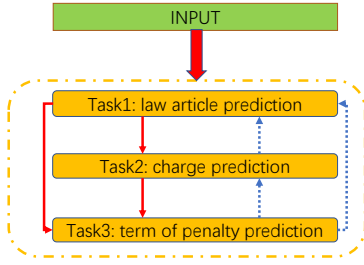 INPUT
Task1: law article prediction
Task2: charge prediction
Task3: term of penalty prediction